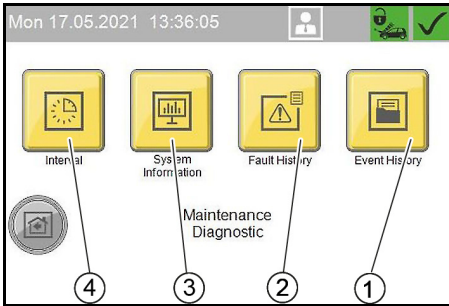 Mon 17.05.2021 13:36:05
Interval
System
Information
Fault History
Event History
Maintenance
Diagnostic
4
3
2
1